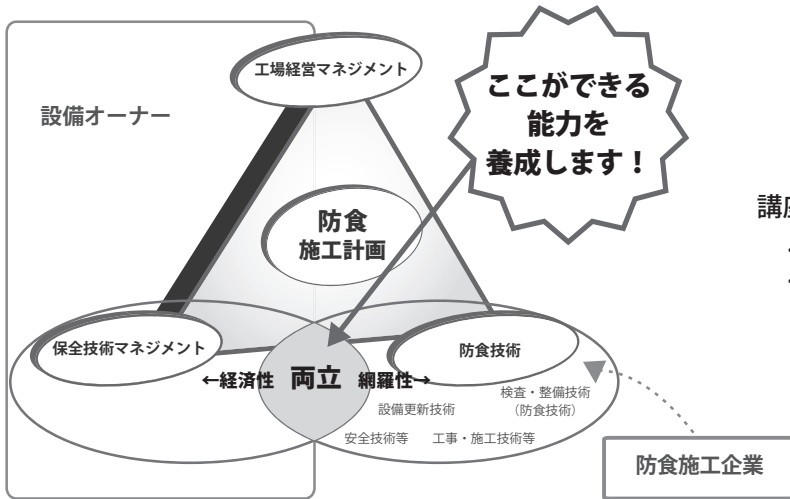 工場経営マネジメント
設備オーナー
ここができる
能力を
養成します！
防食
施工計画
講座
保全技術マネジメント
防食技術
←経済性 両立 網羅性→
検査・整備技術
（防食技術）
設備更新技術
安全技術等 工事・施工技術等
防食施工企業